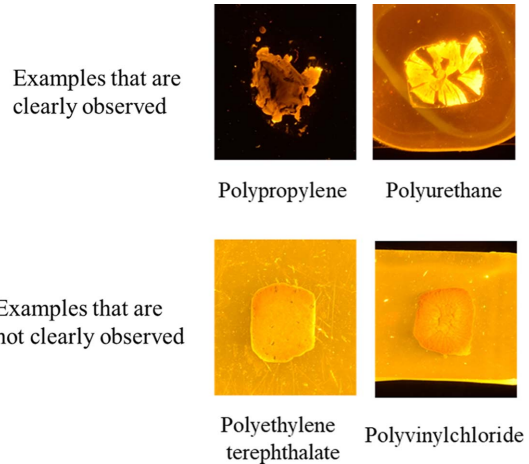 Examples that are
clearly observed
Polypropylene
Polyurethane
Examples that are
not clearly observed
Polyethylene
terephthalate
Polyvinylchloride